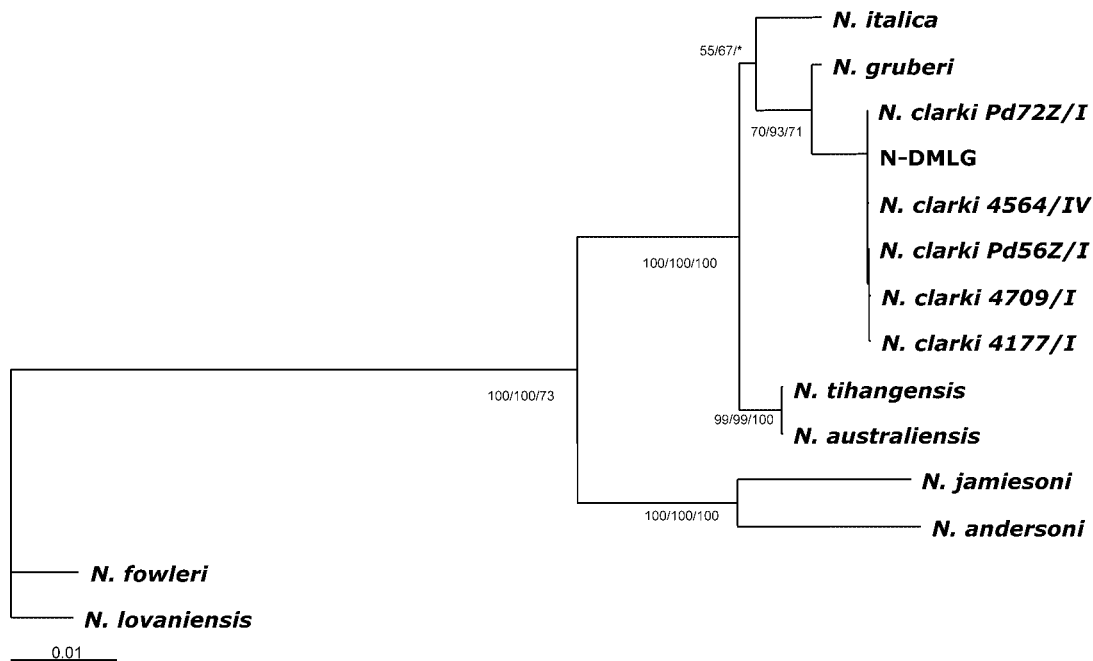 N. italica
55/67/*
N. gruberi
N. clarki Pd72Z/I
70/93/71
N-DMLG
N. clarki 4564/IV
N. clarki Pd56Z/I
100/100/100
N. clarki 4709/I
N. clarki 4177/I
N. tihangensis
100/100/73
99/99/100
N. australiensis
N. jamiesoni
100/100/100
N. andersoni
N. fowleri
N. lovaniensis
0.01